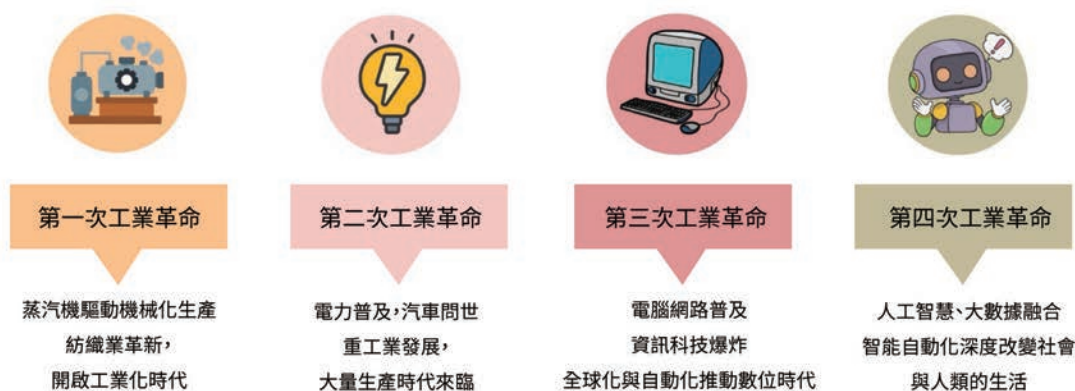 第一次工業革命
蒸汽機驅動機械化生產
紡織業革新,
開啟工業化時代
第二次工業革命
電力普及,汽車問世
重工業發展,
大量生產時代來臨
第三次工業革命
電腦網路普及
資訊科技爆炸
全球化與自動化推動數位時代
第四次工業革命
人工智慧、大數據融合
智能自動化深度改變社會
與人類的生活